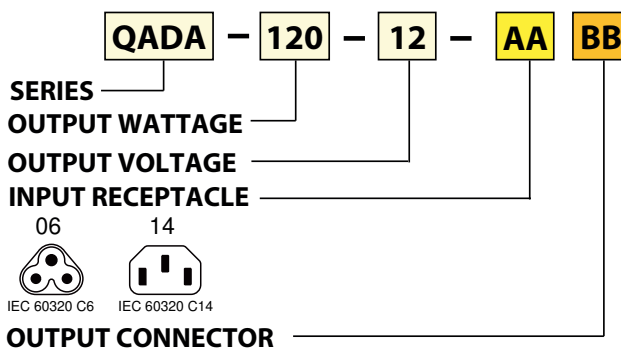 QADA – 120 – 12 – AA BB
SERIES
OUTPUT WATTAGE
OUTPUT VOLTAGE
INPUT RECEPTACLE
06 14
IEC 60320 C6 IEC 60320 C14
OUTPUT CONNECTOR